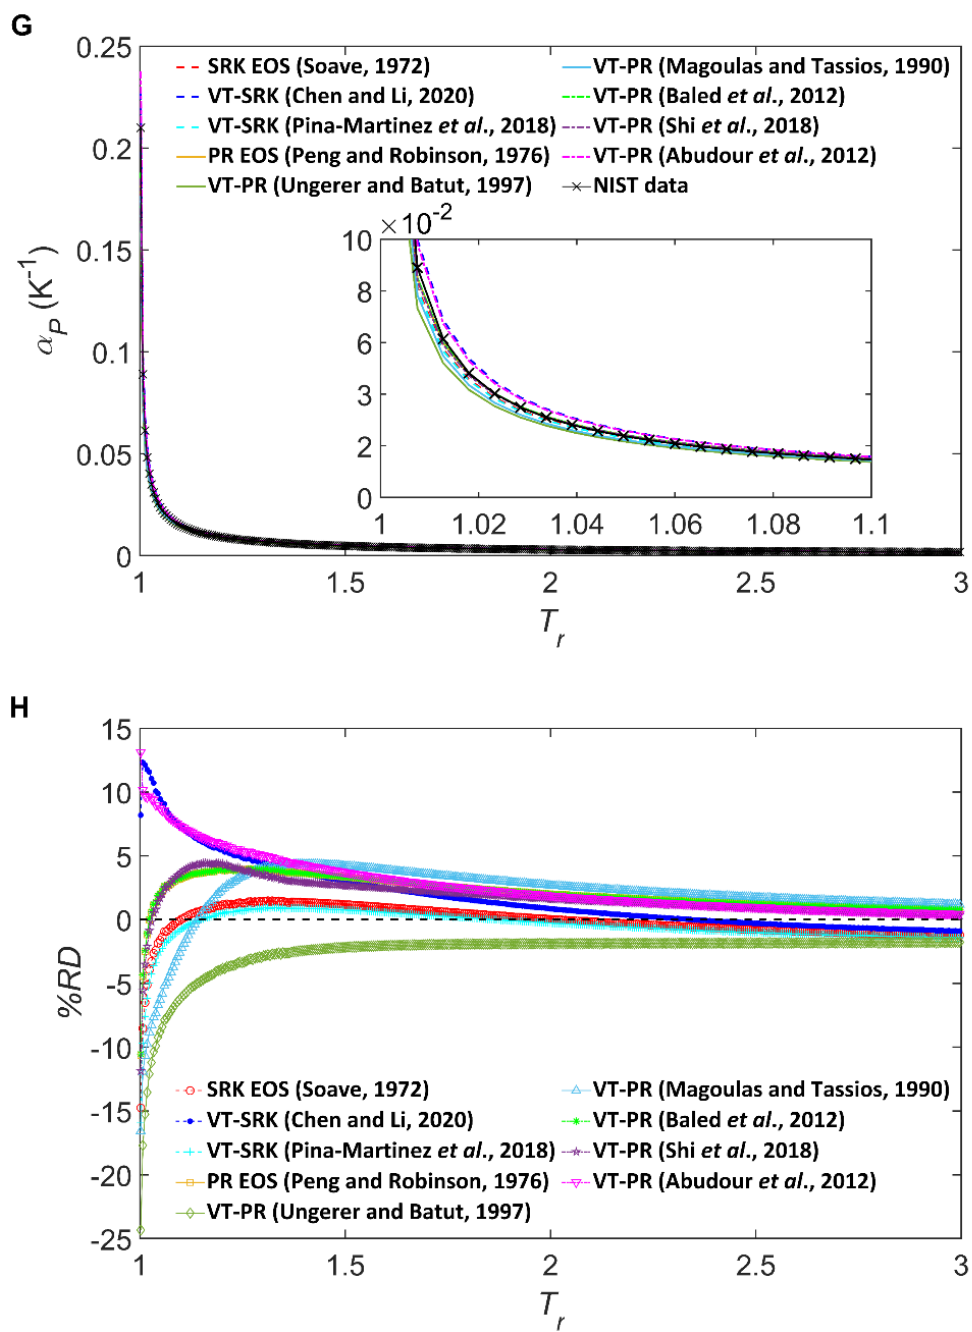 G
0.25
SRK EOS (Soave, 1972)
VT-PR (Magoulas and Tassios, 1990)
VT-SRK (Chen and Li, 2020)
VT-PR (Baled et al., 2012)
0.2
VT-SRK (Pina-Martinez et al., 2018)
VT-PR (Shi et al., 2018)
PR EOS (Peng and Robinson, 1976)
VT-PR (Abudour et al., 2012)
VT-PR (Ungerer and Batut, 1997)
NIST data
×10-2
10
8
6
3
2
0
1 1.02 1.04 1.06 1.08 1.1
0.15
αP (K-1)
0.1
0.05
0
1 1.5 2 2.5 3
Tr
H
15
10
5
0
%RD
-5
-10
SRK EOS (Soave, 1972)
VT-PR (Magoulas and Tassios, 1990)
-15
VT-SRK (Chen and Li, 2020)
VT-PR (Baled et al., 2012)
VT-SRK (Pina-Martinez et al., 2018)
VT-PR (Shi et al., 2018)
-20
PR EOS (Peng and Robinson, 1976)
VT-PR (Abudour et al., 2012)
VT-PR (Ungerer and Batut, 1997)
-25
1 1.5 2 2.5 3
Tr